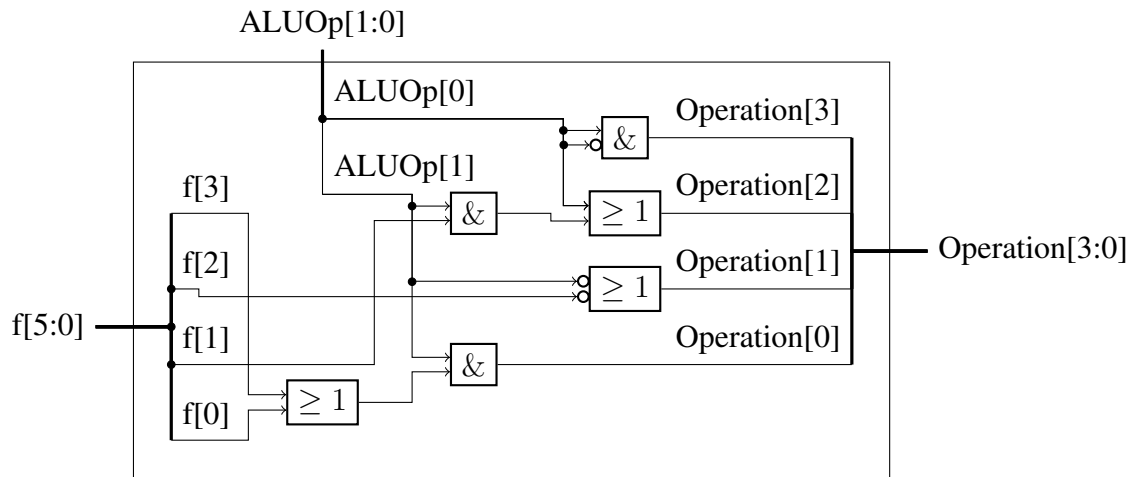 ALUOp[1:0]
ALUOp[0]
Operation[3]
&
ALUOp[1]
Operation[2]
f[3]
&
≥ 1
Operation[3:0]
f[2]
Operation[1]
≥ 1
f[5:0]
f[1]
Operation[0]
&
f[0]
≥ 1